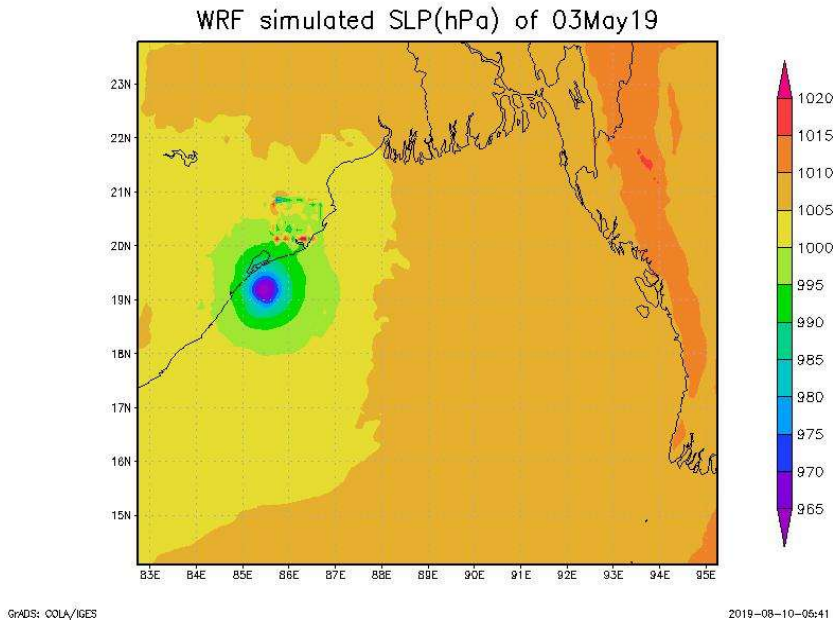 WRF simulated SLP(hPa) of 03May19
23N
22N
21N
20N
19N
18N
17N
16N
15N
83E 84E 85E 86E 87E 88E 89E 90E 91E 92E 93E 94E 95E
1020
1015
1010
1005
1000
995
990
985
980
975
970
965
GrADS: COLA/IGES
2019-08-10-05:41